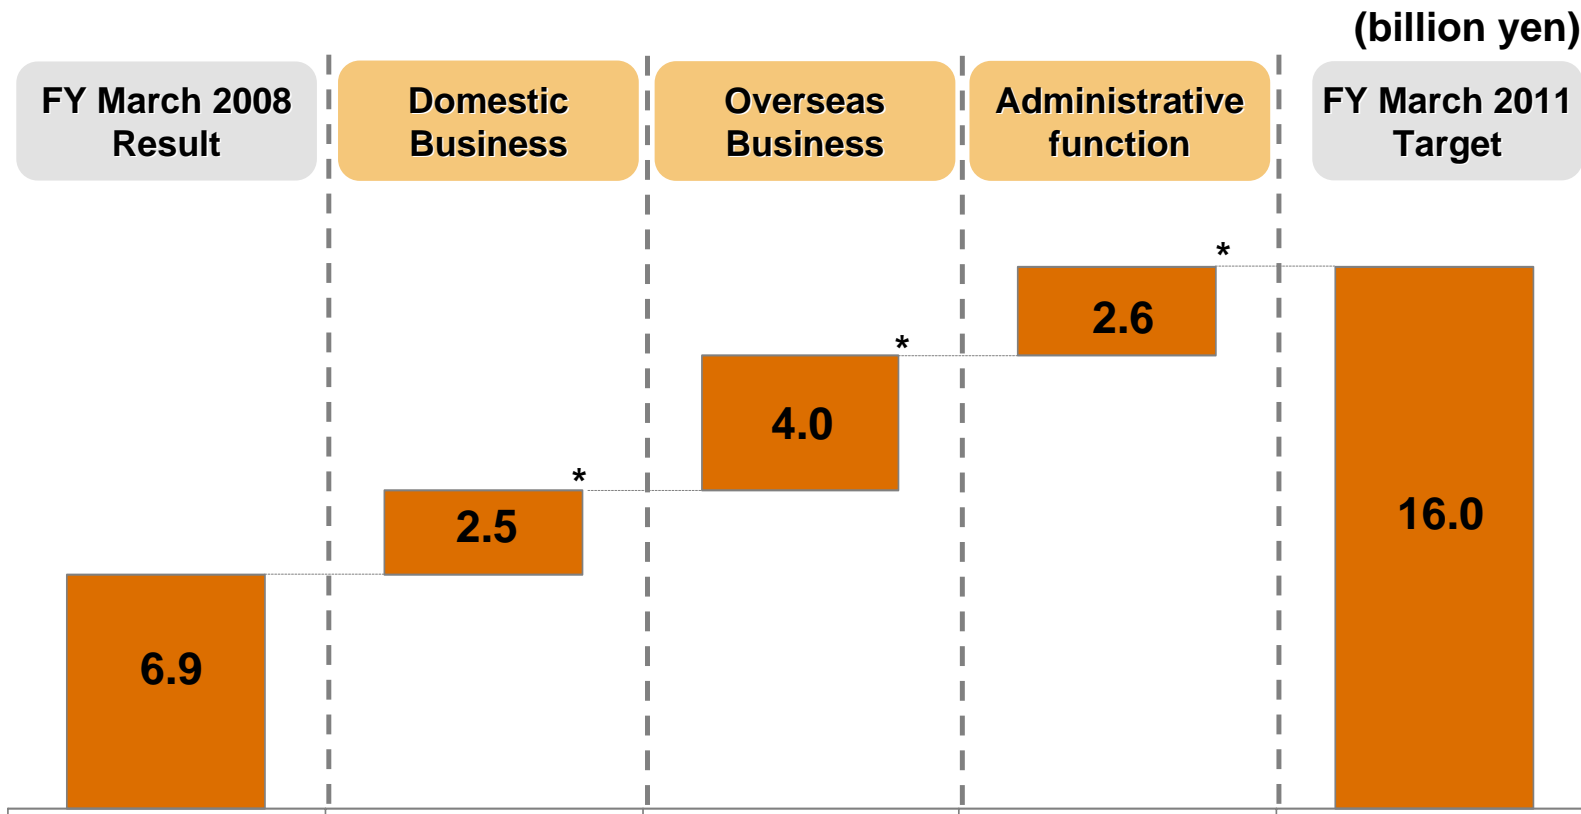 (billion yen)
FY March 2008
Result
Domestic
Business
Overseas
Business
Administrative
function
FY March 2011
Target
*
2.6
*
4.0
*
2.5
16.0
6.9